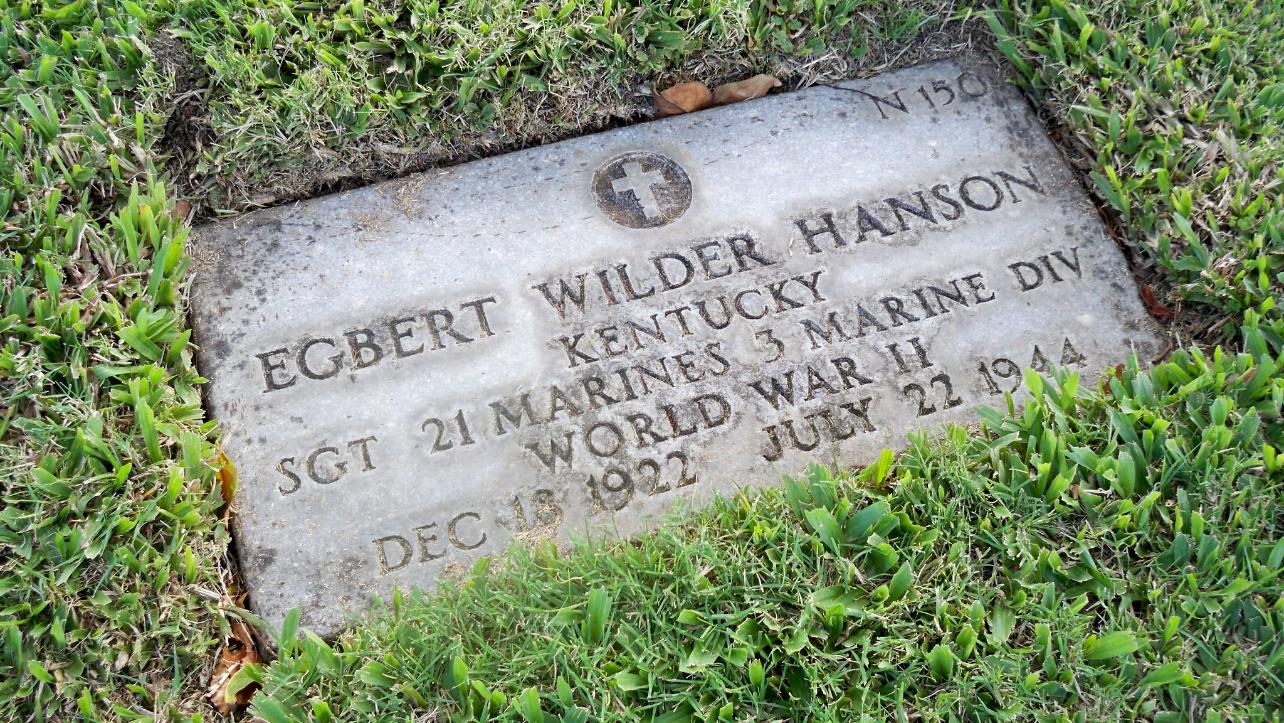 N 150
EGBERT WILDER HANSON
KENTUCKY
SGT 21 MARINES 3 MARINE DIV
WORLD WAR II
DEC 18 1922 JULY 22 1944